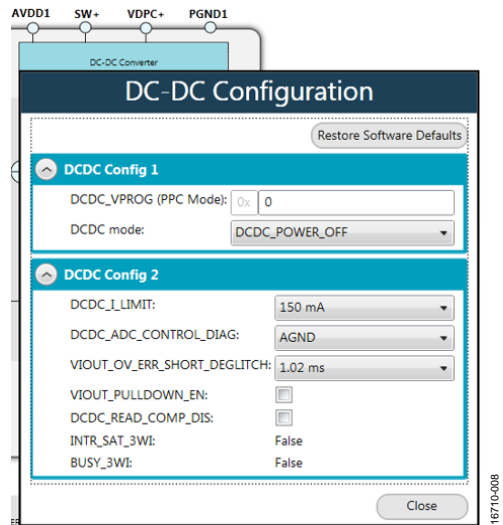 AVDD1 SW+ VDPC+ PGND1
DC-DC Converter
DC-DC Configuration
Restore Software Defaults
DCDC Config 1
DCDC_VPROG (PPC Mode): 0x 0
DCDC mode: DCDC_POWER_OFF
DCDC Config 2
DCDC_I_LIMIT: 150 mA
DCDC_ADC_CONTROL_DIAG: AGND
VIOUT_OV_ERR_SHORT_DEGLITCH: 1.02 ms
VIOUT_PULLDOWN_EN:
DCDC_READ_COMP_DIS:
INTR_SAT_3WI: False
BUSY_3WI: False
Close
16710-008